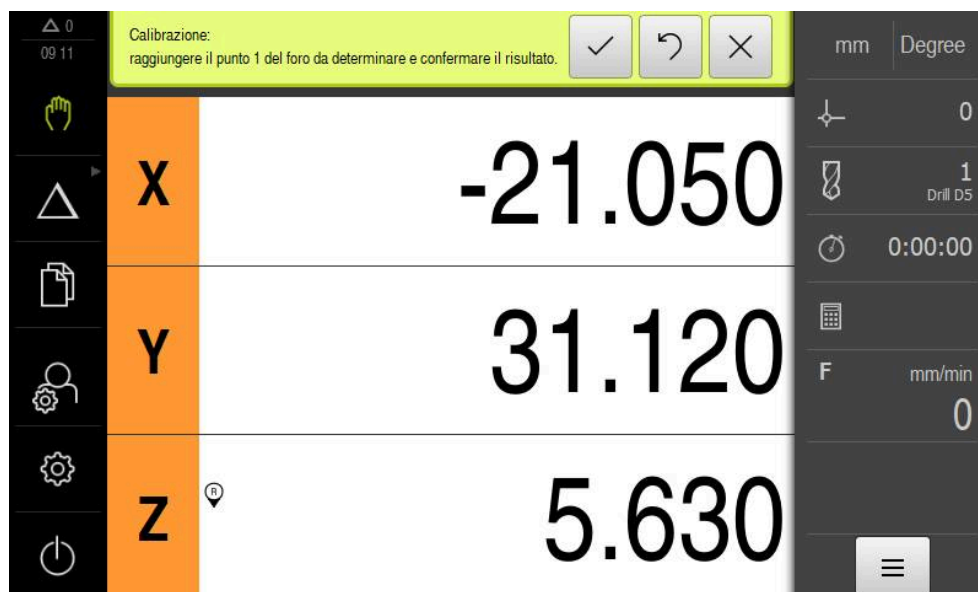 0
09 11
Calibrazione:
raggiungere il punto 1 del foro da determinare e confermare il risultato.
mm Degree
X -21.050
0
1
Drill D5
0:00:00
Y 31.120
F mm/min
0
Z R 5.630